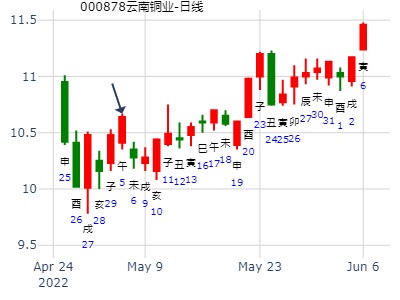 000878云南铜业-日线
11.5
11
10.5
10
9.5
申
25
酉
26
戌
27
亥
28
子
29
午
5
未
6
戌
9
亥
10
子
11
丑
12
寅
13
巳
16
午
17
未
18
申
19
酉
20
子
23
丑
24
寅
25
卯
26
辰
27
未
30
申
31
酉
1
戌
2
寅
6
Apr 24
2022
May 9
May 23
Jun 6